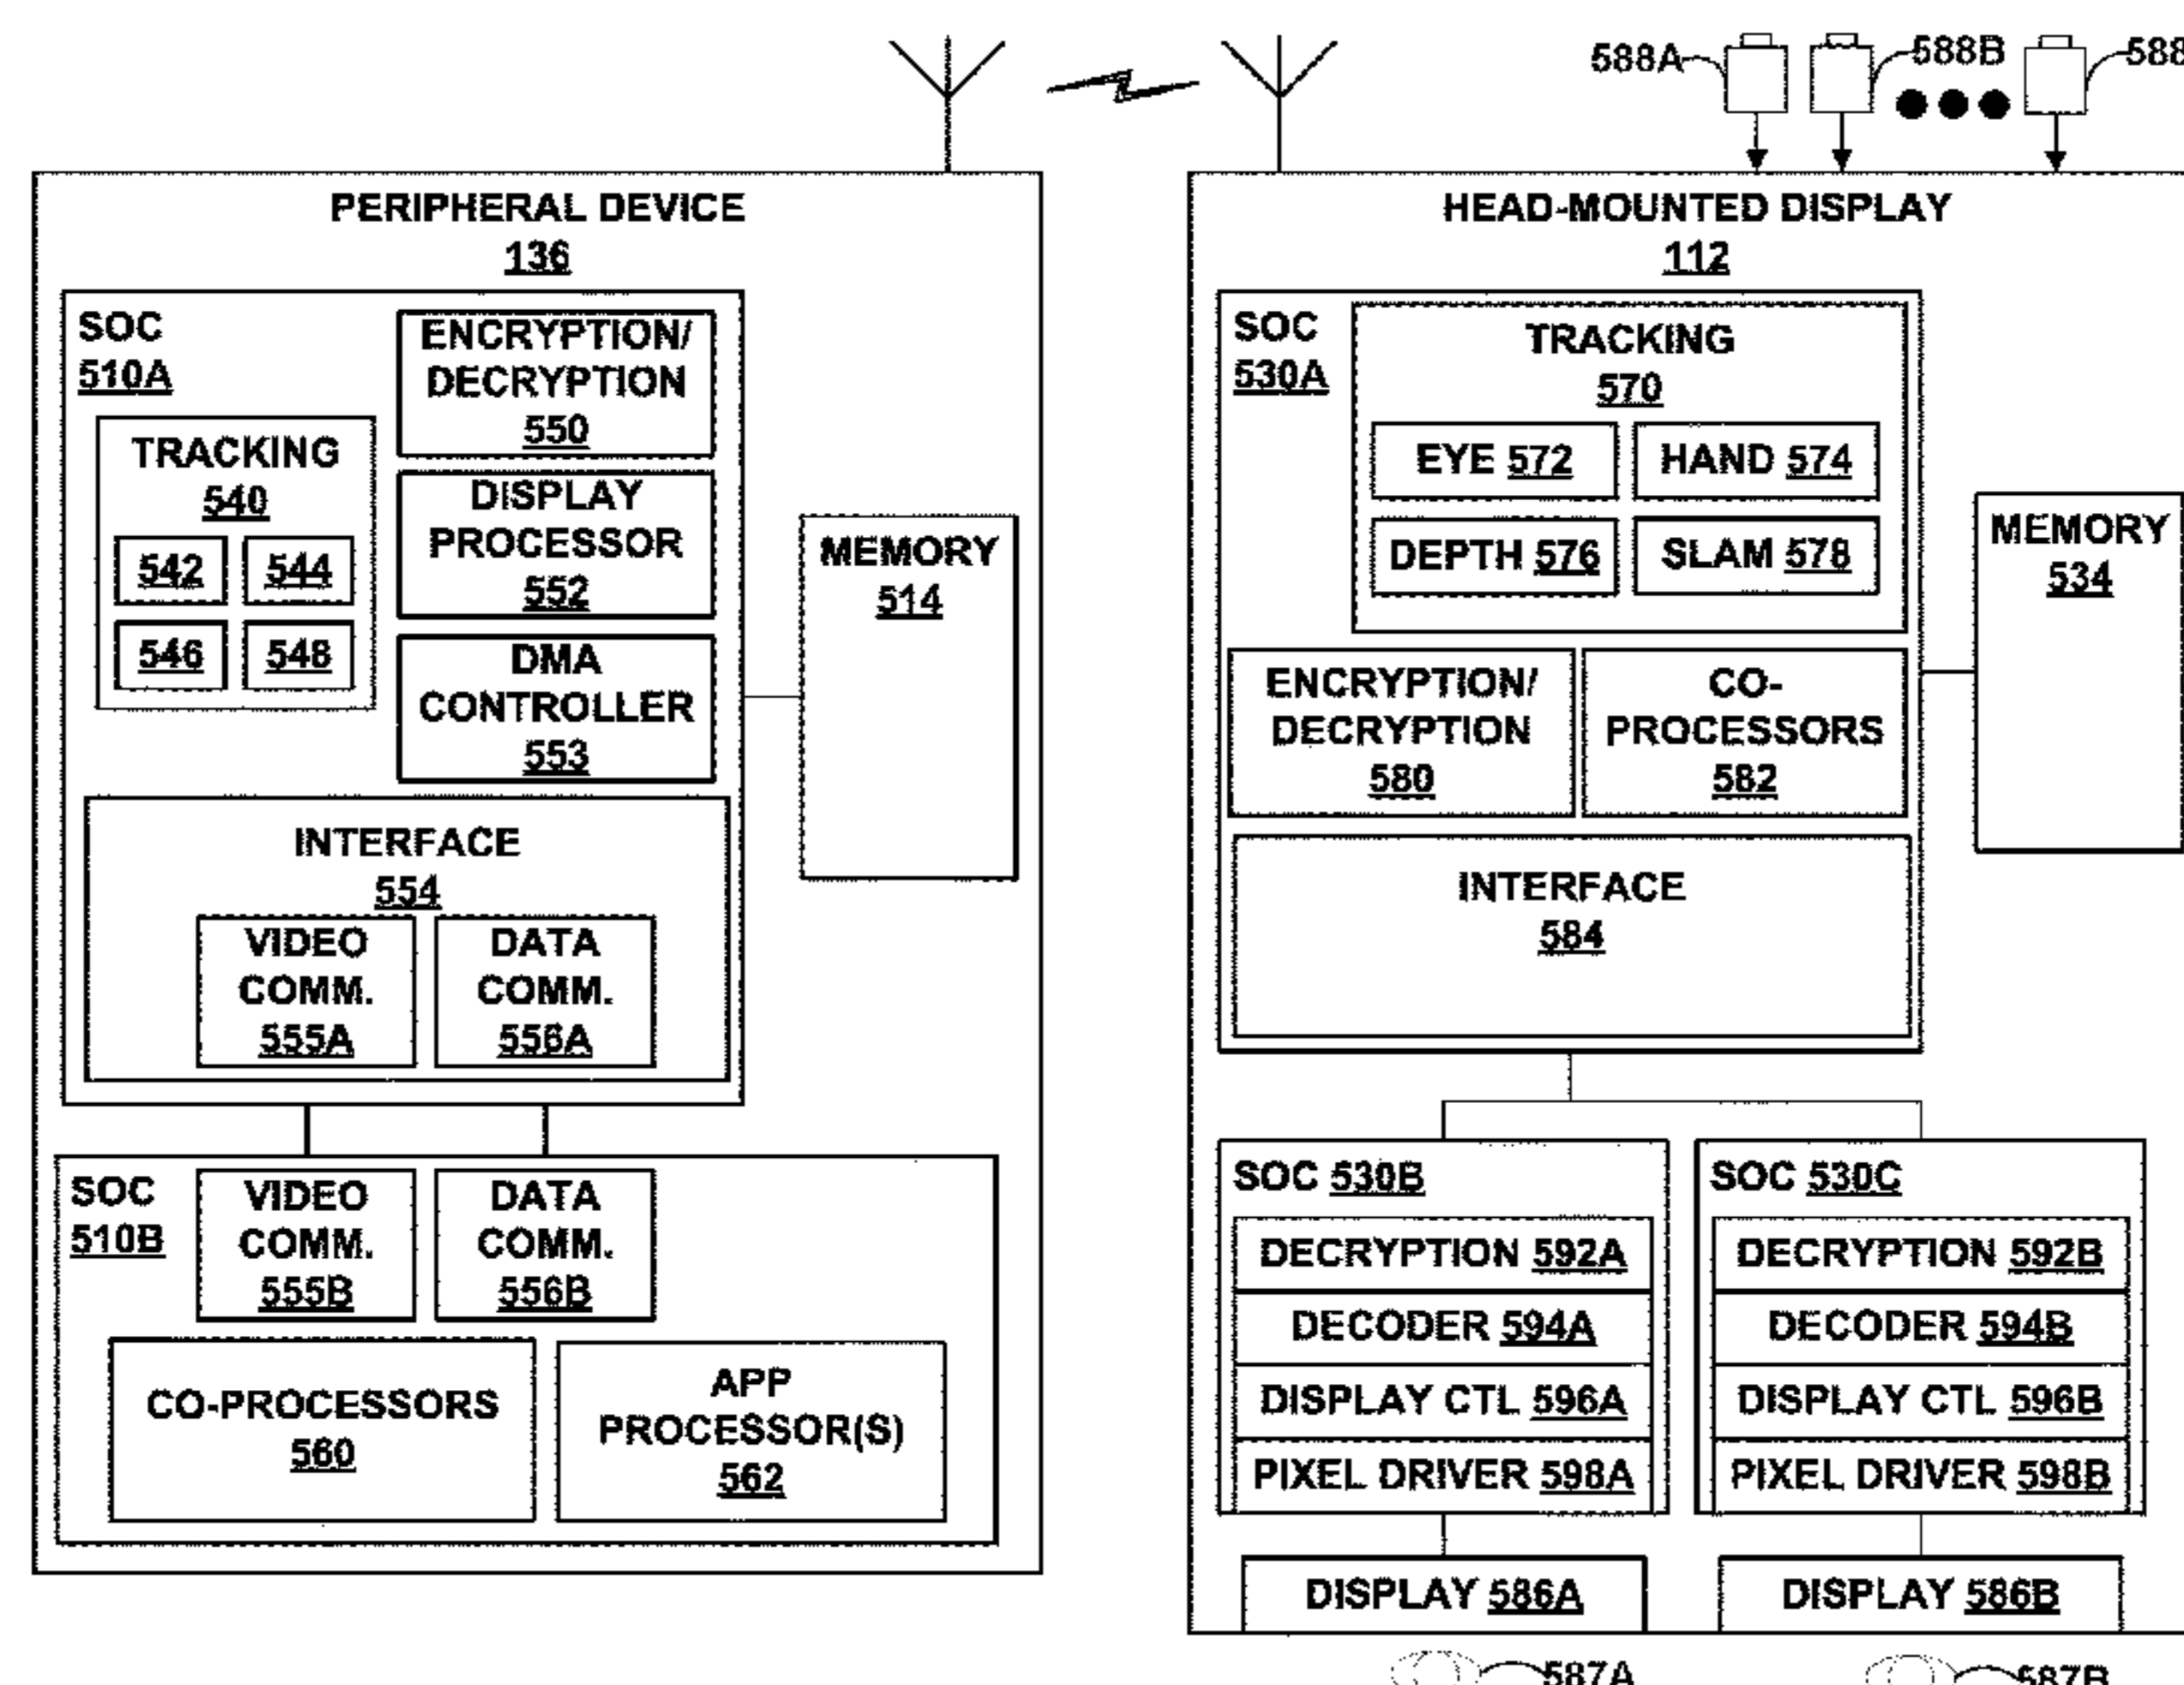 588A
588B
588
PERIPHERAL DEVICE
136
SOC
510A
ENCRYPTION/
DECRYPTION
550
TRACKING
540
542
544
546
548
DISPLAY
PROCESSOR
552
DMA
CONTROLLER
553
MEMORY
514
INTERFACE
554
VIDEO
COMM.
555A
DATA
COMM.
556A
SOC
510B
VIDEO
COMM.
555B
DATA
COMM.
556B
CO-PROCESSORS
560
APP
PROCESSOR(S)
562
HEAD-MOUNTED DISPLAY
112
SOC
530A
TRACKING
570
EYE 572
HAND 574
DEPTH 576
SLAM 578
ENCRYPTION/
DECRYPTION
580
CO-
PROCESSORS
582
MEMORY
534
INTERFACE
584
SOC 530B
DECRYPTION 592A
DECODER 594A
DISPLAY CTL 596A
PIXEL DRIVER 598A
SOC 530C
DECRYPTION 592B
DECODER 594B
DISPLAY CTL 596B
PIXEL DRIVER 598B
DISPLAY 586A
DISPLAY 586B
587A
587B